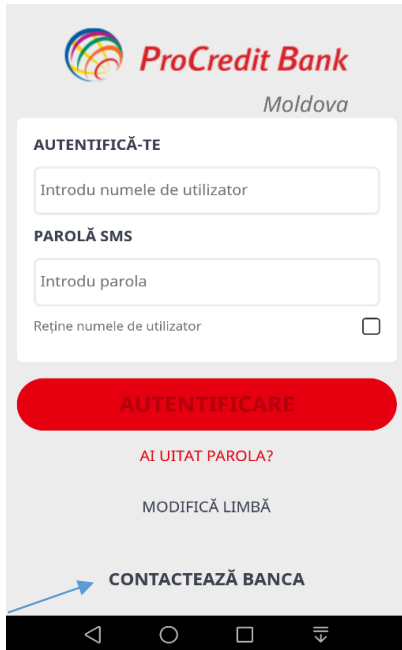 ProCredit Bank
Moldova
AUTENTIFICĂ-TE
Introdu numele de utilizator
PAROLĂ SMS
Introdu parola
Reține numele de utilizator
AUTENTIFICARE
AI UITAT PAROLA?
MODIFICĂ LIMBĂ
CONTACTEAZĂ BANCA